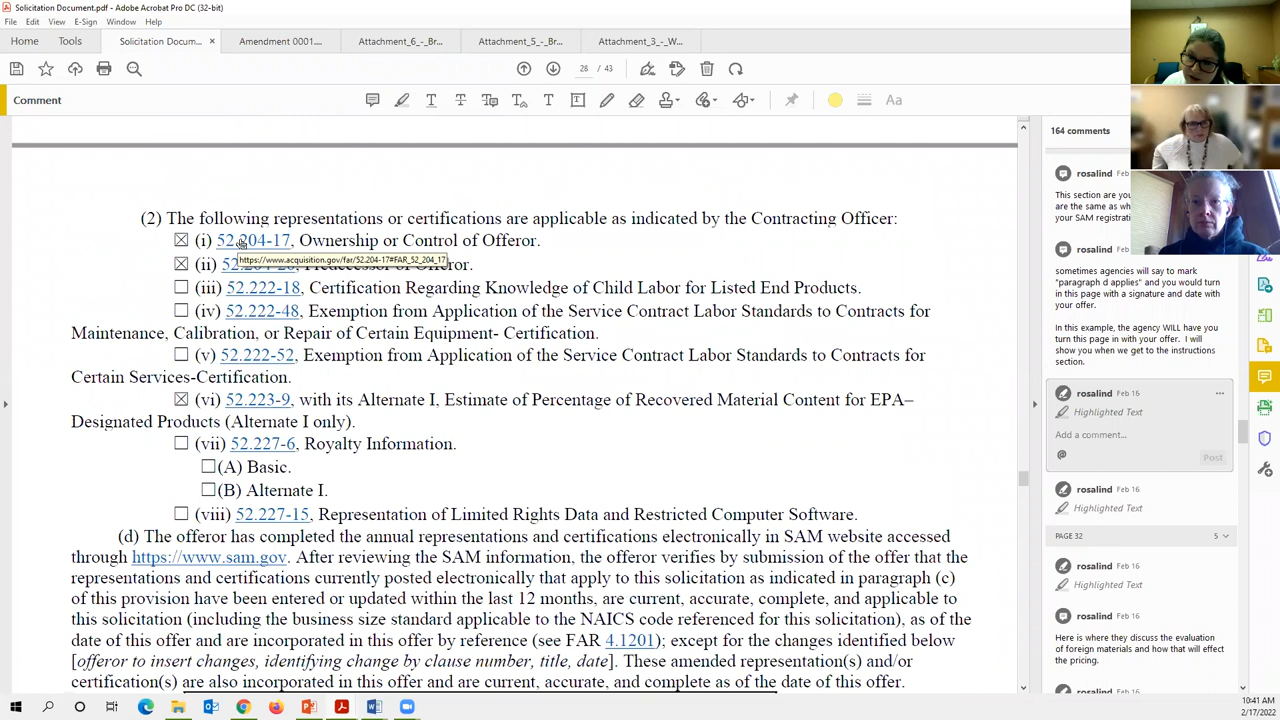 Solicitation Document.pdf - Adobe Acrobat Pro DC (32-bit)
File Edit View E-Sign Window Help
Home Tools Solicitation Docum... × Amendment 0001.... Attachment_6_-_Br... Attachment_5_-_Br... Attachment_3_-_W...
28 / 43
Comment
Aa
(2) The following representations or certifications are applicable as indicated by the Contracting Officer:
☒ (i) 52.204-17, Ownership or Control of Offeror.
https://www.acquisition.gov/far/52.204-17#FAR_52_204_17
☒ (ii) Predecessor of Offeror.
☐ (iii) 52.222-18, Certification Regarding Knowledge of Child Labor for Listed End Products.
☐ (iv) 52.222-48, Exemption from Application of the Service Contract Labor Standards to Contracts for
Maintenance, Calibration, or Repair of Certain Equipment- Certification.
☐ (v) 52.222-52, Exemption from Application of the Service Contract Labor Standards to Contracts for
Certain Services-Certification.
☒ (vi) 52.223-9, with its Alternate I, Estimate of Percentage of Recovered Material Content for EPA–
Designated Products (Alternate I only).
☐ (vii) 52.227-6, Royalty Information.
☐ (A) Basic.
☐ (B) Alternate I.
☐ (viii) 52.227-15, Representation of Limited Rights Data and Restricted Computer Software.
(d) The offeror has completed the annual representations and certifications electronically in SAM website accessed
through https://www.sam.gov. After reviewing the SAM information, the offeror verifies by submission of the offer that the
representations and certifications currently posted electronically that apply to this solicitation as indicated in paragraph (c)
of this provision have been entered or updated within the last 12 months, are current, accurate, complete, and applicable to
this solicitation (including the business size standard applicable to the NAICS code referenced for this solicitation), as of the
date of this offer and are incorporated in this offer by reference (see FAR 4.1201); except for the changes identified below
[offeror to insert changes, identifying change by clause number, title, date]. These amended representation(s) and/or
certification(s) are also incorporated in this offer and are current, accurate, and complete as of the date of this offer.
164 comments
rosalind Feb
This section are
are the same as
your SAM
rosalind Feb
sometimes agencies will say to mark
"paragraph d applies" and you would turn
in this page with a signature and date with
your offer.
In this example, the agency WILL have you
turn this page in with your offer. I will
show you when we get to the instructions
section.
rosalind Feb 16 ...
Highlighted Text
Add a comment...
@ Post
rosalind Feb 16
Highlighted Text
PAGE 32 5
rosalind Feb 16
Highlighted Text
rosalind Feb 16
Here is where they discuss the evaluation
of foreign materials and how that will effect
the pricing.
rosalind Feb 16
10:41 AM
2/17/2022